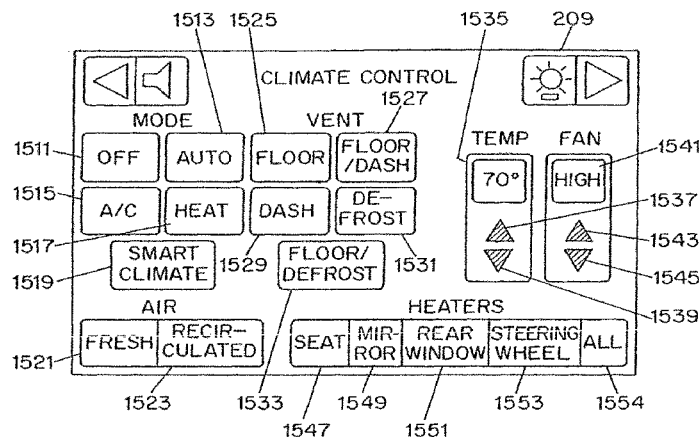 1513 1525 1535 209
CLIMATE CONTROL
1527
MODE VENT TEMP FAN
1511 OFF AUTO FLOOR FLOOR
/DASH 70° HIGH 1541
1515 A/C HEAT DASH DE-
FROST 1537
1517 1529 1531 1543
1519 SMART
CLIMATE FLOOR/
DEFROST 1545
1539
AIR HEATERS
1521 FRESH RECIR-
CULATED SEAT MIR-
ROR REAR
WINDOW STEERING
WHEEL ALL
1523 1533 1549 1553 1554
1547 1551